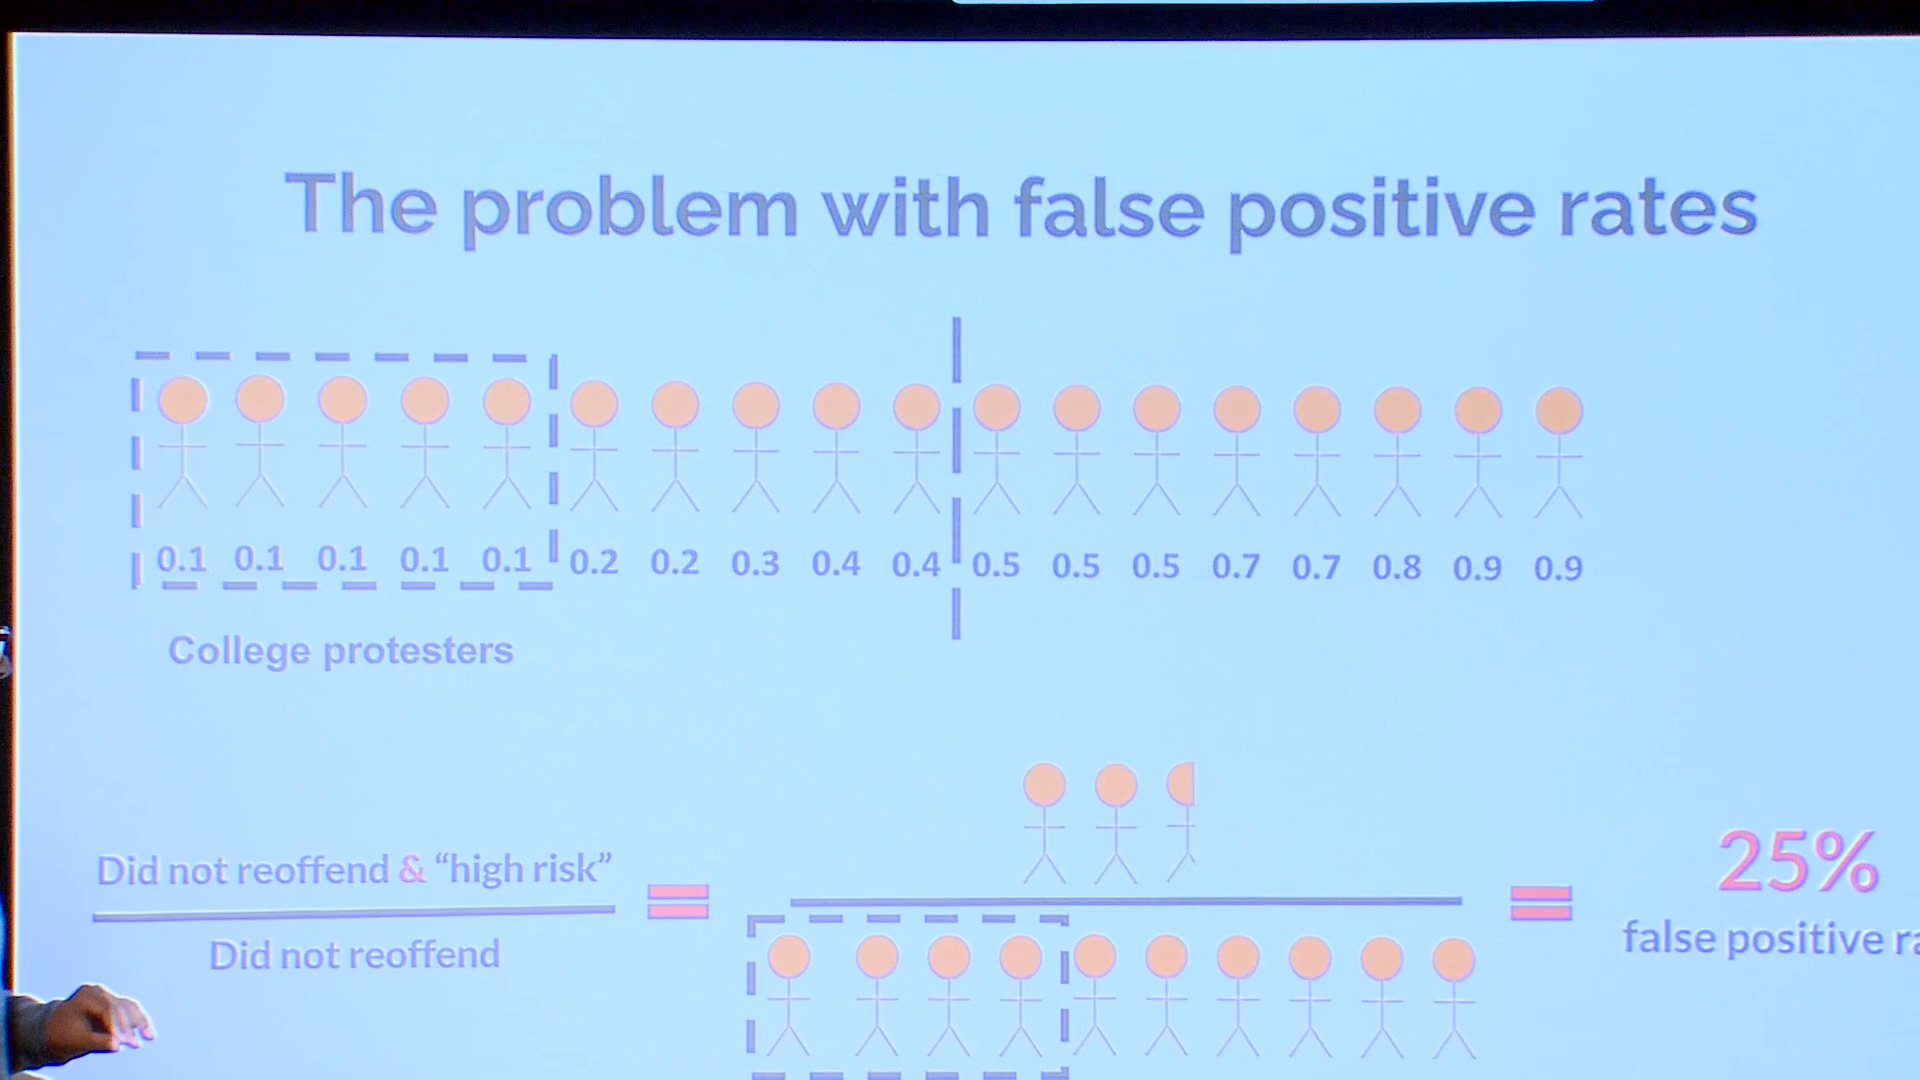 The problem with false positive rates
0.1 0.1 0.1 0.1 0.1 0.2 0.2 0.3 0.4 0.4 0.5 0.5 0.5 0.7 0.7 0.8 0.9 0.9
College protesters
Did not reoffend & “high risk”
Did not reoffend
=
=
25%
false positive ra